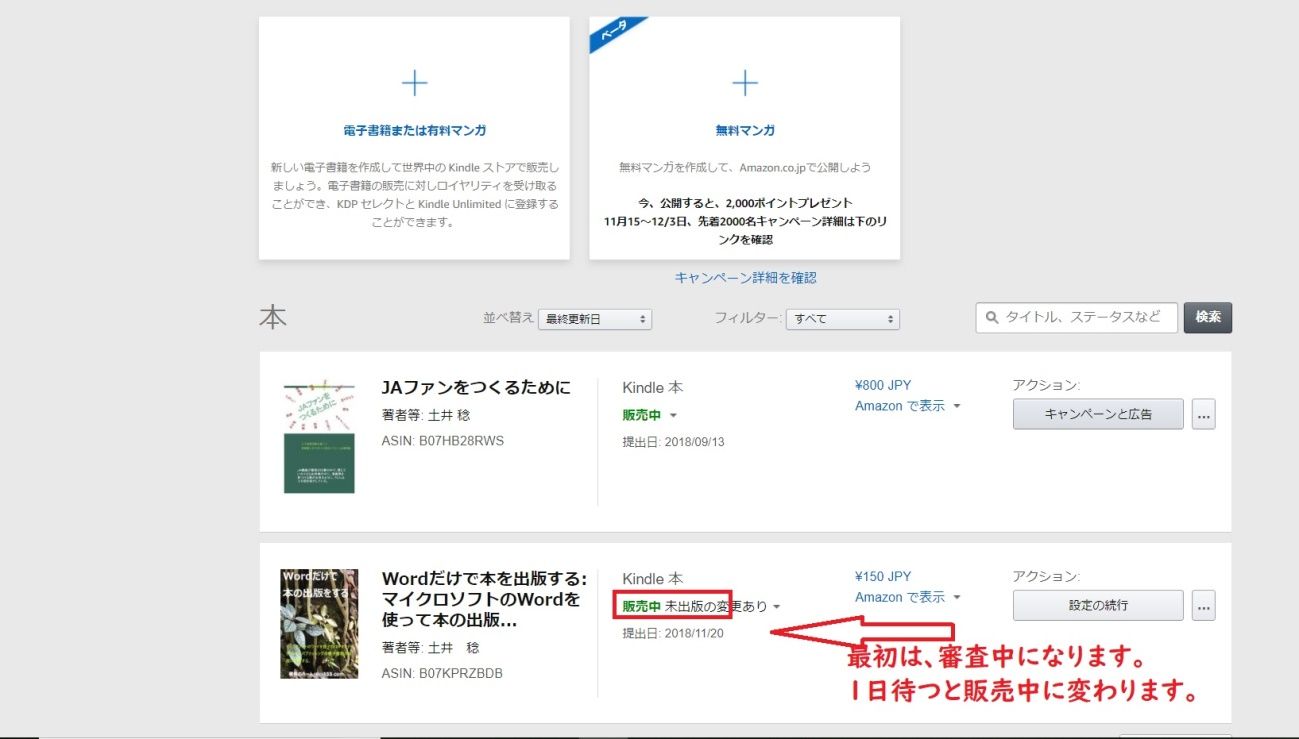 ベータ
電子書籍または有料マンガ
新しい電子書籍を作成して世界中の Kindle ストアで販売し
ましょう。電子書籍の販売に対しロイヤリティを受け取る
ことができ、KDP セレクトと Kindle Unlimited に登録する
ことができます。
無料マンガ
無料マンガを作成して、Amazon.co.jpで公開しよう
今、公開すると、2,000ポイントプレゼント
11月15～12/3日、先着2000名キャンペーン詳細は下のリ
ンクを確認
キャンペーン詳細を確認
本
並べ替え 最終更新日
フィルター: すべて
タイトル、ステータスなど
検索
JAファンを
つくるために
JAファンをつくるために
著者等: 土井 稔
ASIN: B07HB28RWS
Kindle 本
販売中
提出日: 2018/09/13
¥800 JPY
Amazon で表示
アクション:
キャンペーンと広告
...
Wordだけで
本の出版をする
Wordだけで本を出版する:
マイクロソフトのWordを
使って本の出版...
著者等: 土井　稔
ASIN: B07KPRZBDB
Kindle 本
販売中 未出版の変更あり
提出日: 2018/11/20
¥150 JPY
Amazon で表示
アクション:
設定の続行
...
最初は、審査中になります。
1日待つと販売中に変わります。